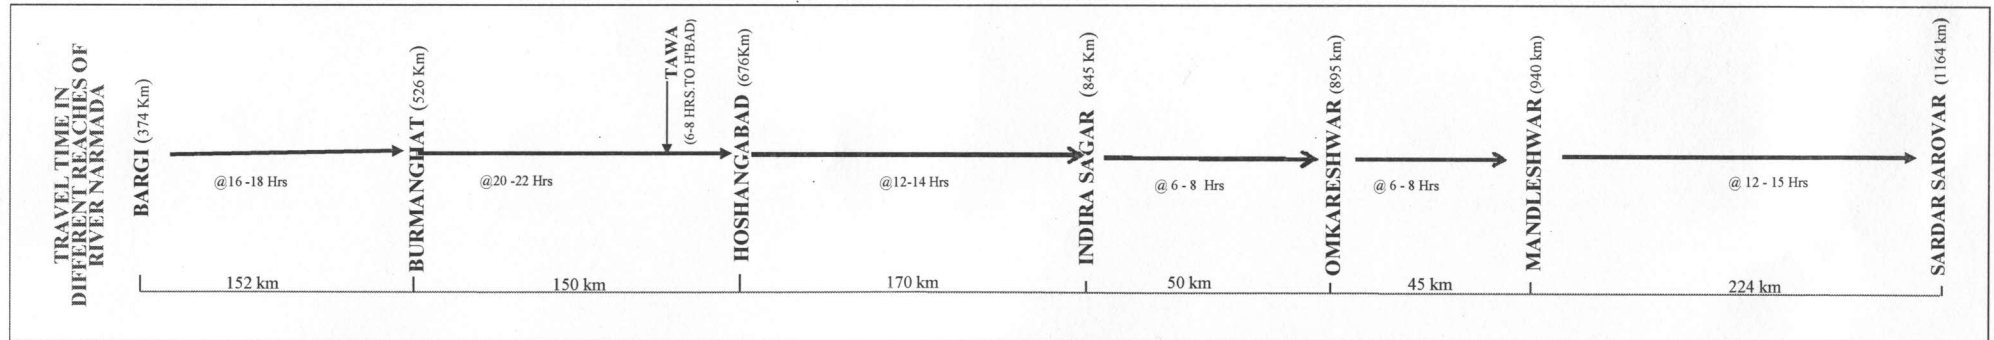 TRAVEL TIME IN
DIFFERENT REACHES OF
RIVER NARMADA
BARGI (374 Km)
@16 -18 Hrs
BURMANGHAT (526 Km)
@20 -22 Hrs
TAWA
(6-8 HRS.TO H'BAD)
HOSHANGABAD (676Km)
@12-14 Hrs
INDIRA SAGAR (845 Km)
@ 6 - 8 Hrs
OMKARESHWAR (895 km)
@ 6 - 8 Hrs
MANDLESHWAR (940 km)
@ 12 - 15 Hrs
SARDAR SAROVAR (1164 km)
152 km
150 km
170 km
50 km
45 km
224 km